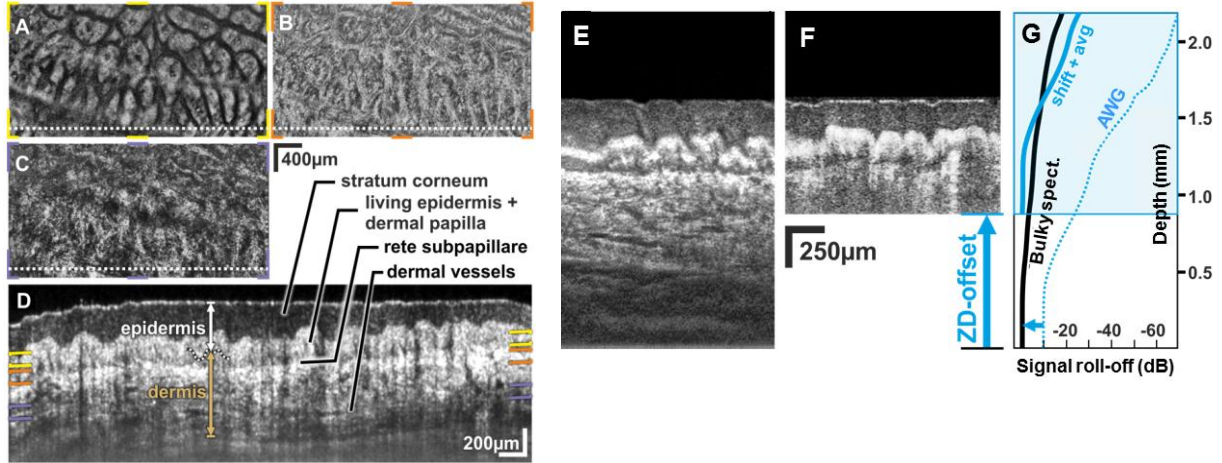 A
B
400µm
C
stratum corneum
living epidermis +
dermal papilla
rete subpapillare
dermal vessels
D
epidermis
dermis
200µm
E
F
250µm
ZD-offset
G
shift + avg
AWG
Bulky spect.
Depth (mm)
2.0
1.5
1.0
0.5
-20 -40 -60
Signal roll-off (dB)